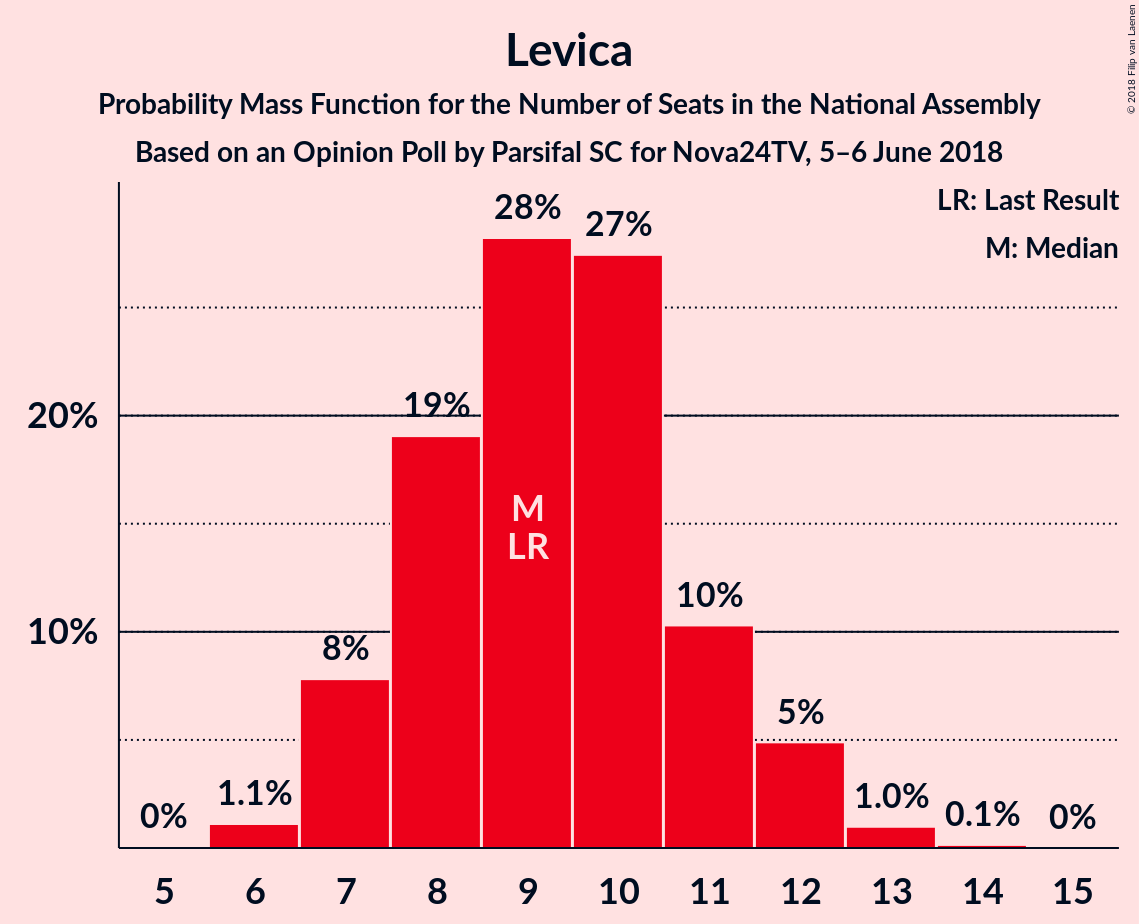 Levica
Probability Mass Function for the Number of Seats in the National Assembly
Based on an Opinion Poll by Parsifal SC for Nova24TV, 5–6 June 2018
© 2018 Filip van Laenen
LR: Last Result
M: Median
28%
27%
19%
20%
M
LR
10%
10%
8%
5%
1.1%
1.0%
0%
0.1%
0%
5 6 7 8 9 10 11 12 13 14 15